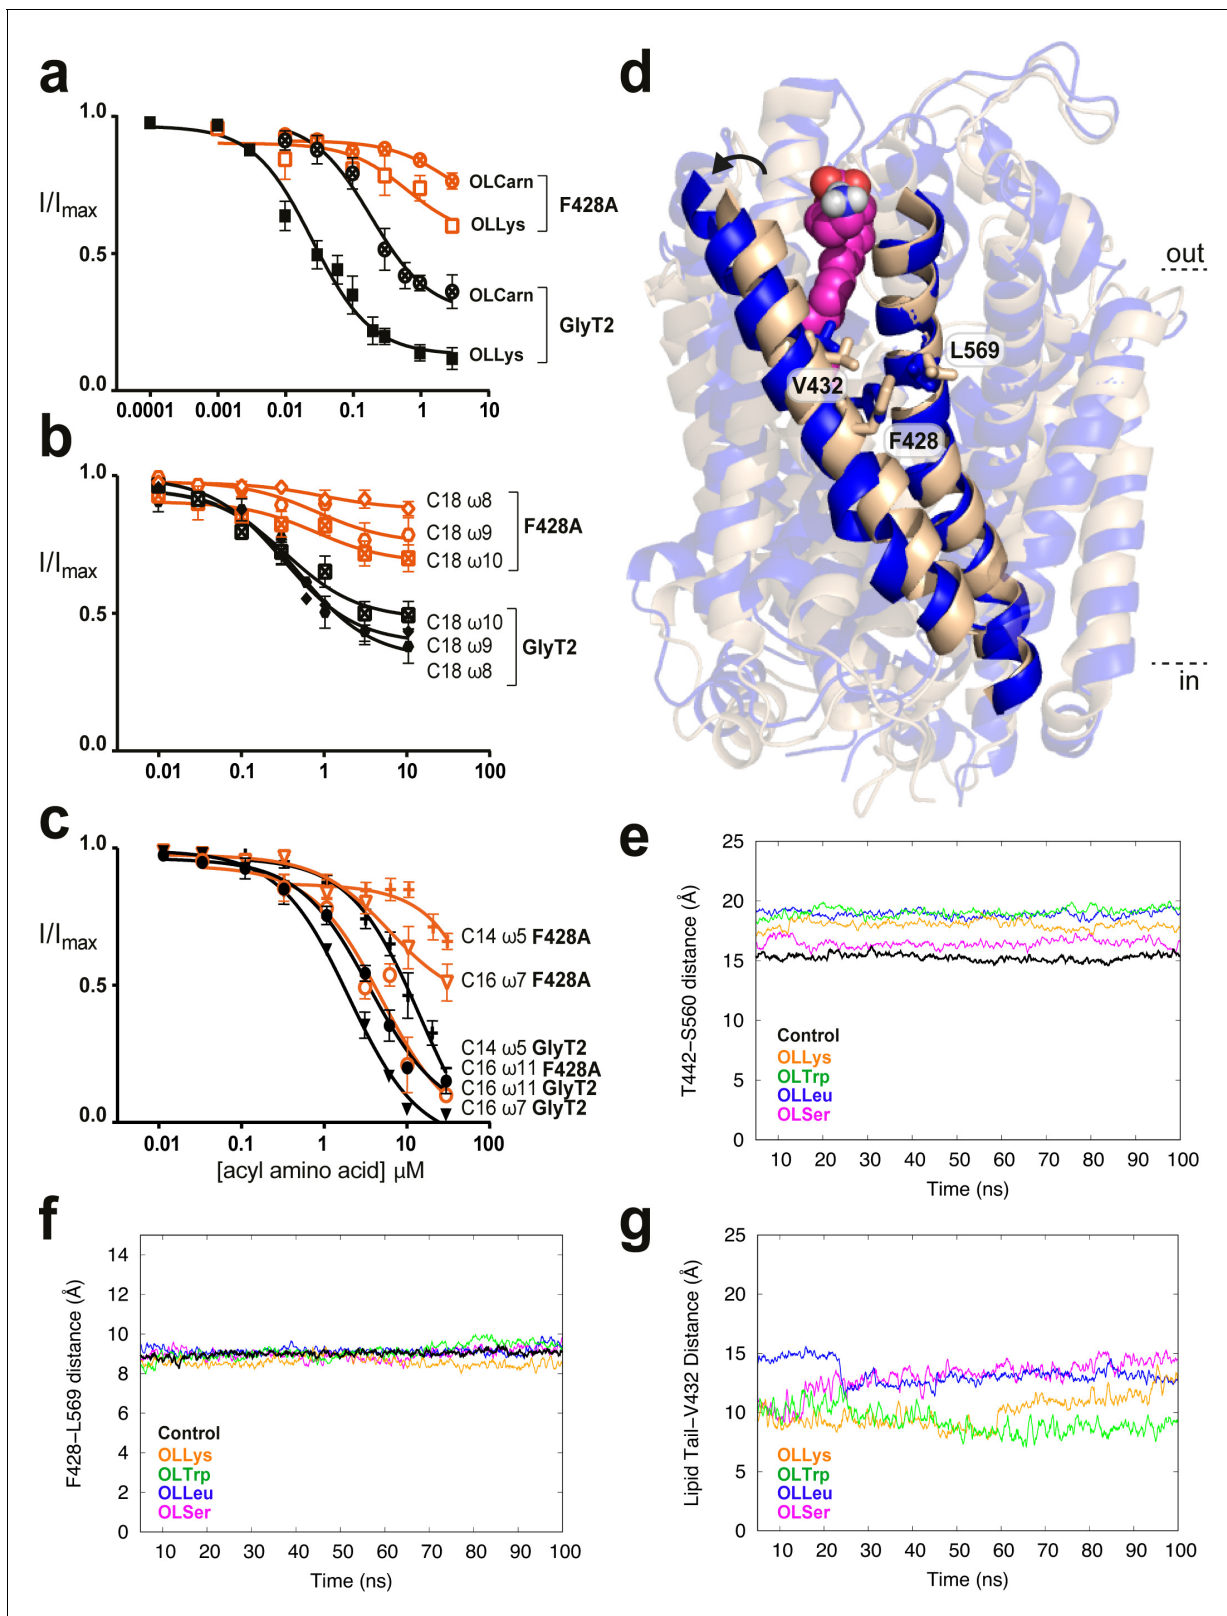 a
1.0
I/Imax
0.5
0.0
0.0001 0.001 0.01 0.1 1 10
OLCarn
OLLys
F428A
OLCarn
OLLys
GlyT2
b
1.0
I/Imax
0.5
0.0
0.01 0.1 1 10 100
C18 ω8
C18 ω9
C18 ω10
F428A
C18 ω10
C18 ω9
C18 ω8
GlyT2
c
1.0
I/Imax
0.5
0.0
0.01 0.1 1 10 100
[acyl amino acid] μM
C14 ω5 F428A
C16 ω7 F428A
C14 ω5 GlyT2
C16 ω11 F428A
C16 ω11 GlyT2
C16 ω7 GlyT2
d
out
L569
V432
F428
in
e
25
20
15
10
5
0
T442–S560 distance (Å)
Control
OLLys
OLTrp
OLLeu
OLSer
10 20 30 40 50 60 70 80 90 100
Time (ns)
f
14
12
10
8
6
4
2
0
F428–L569 distance (Å)
Control
OLLys
OLTrp
OLLeu
OLSer
10 20 30 40 50 60 70 80 90 100
Time (ns)
g
25
20
15
10
5
0
Lipid Tail–V432 Distance (Å)
OLLys
OLTrp
OLLeu
OLSer
10 20 30 40 50 60 70 80 90 100
Time (ns)